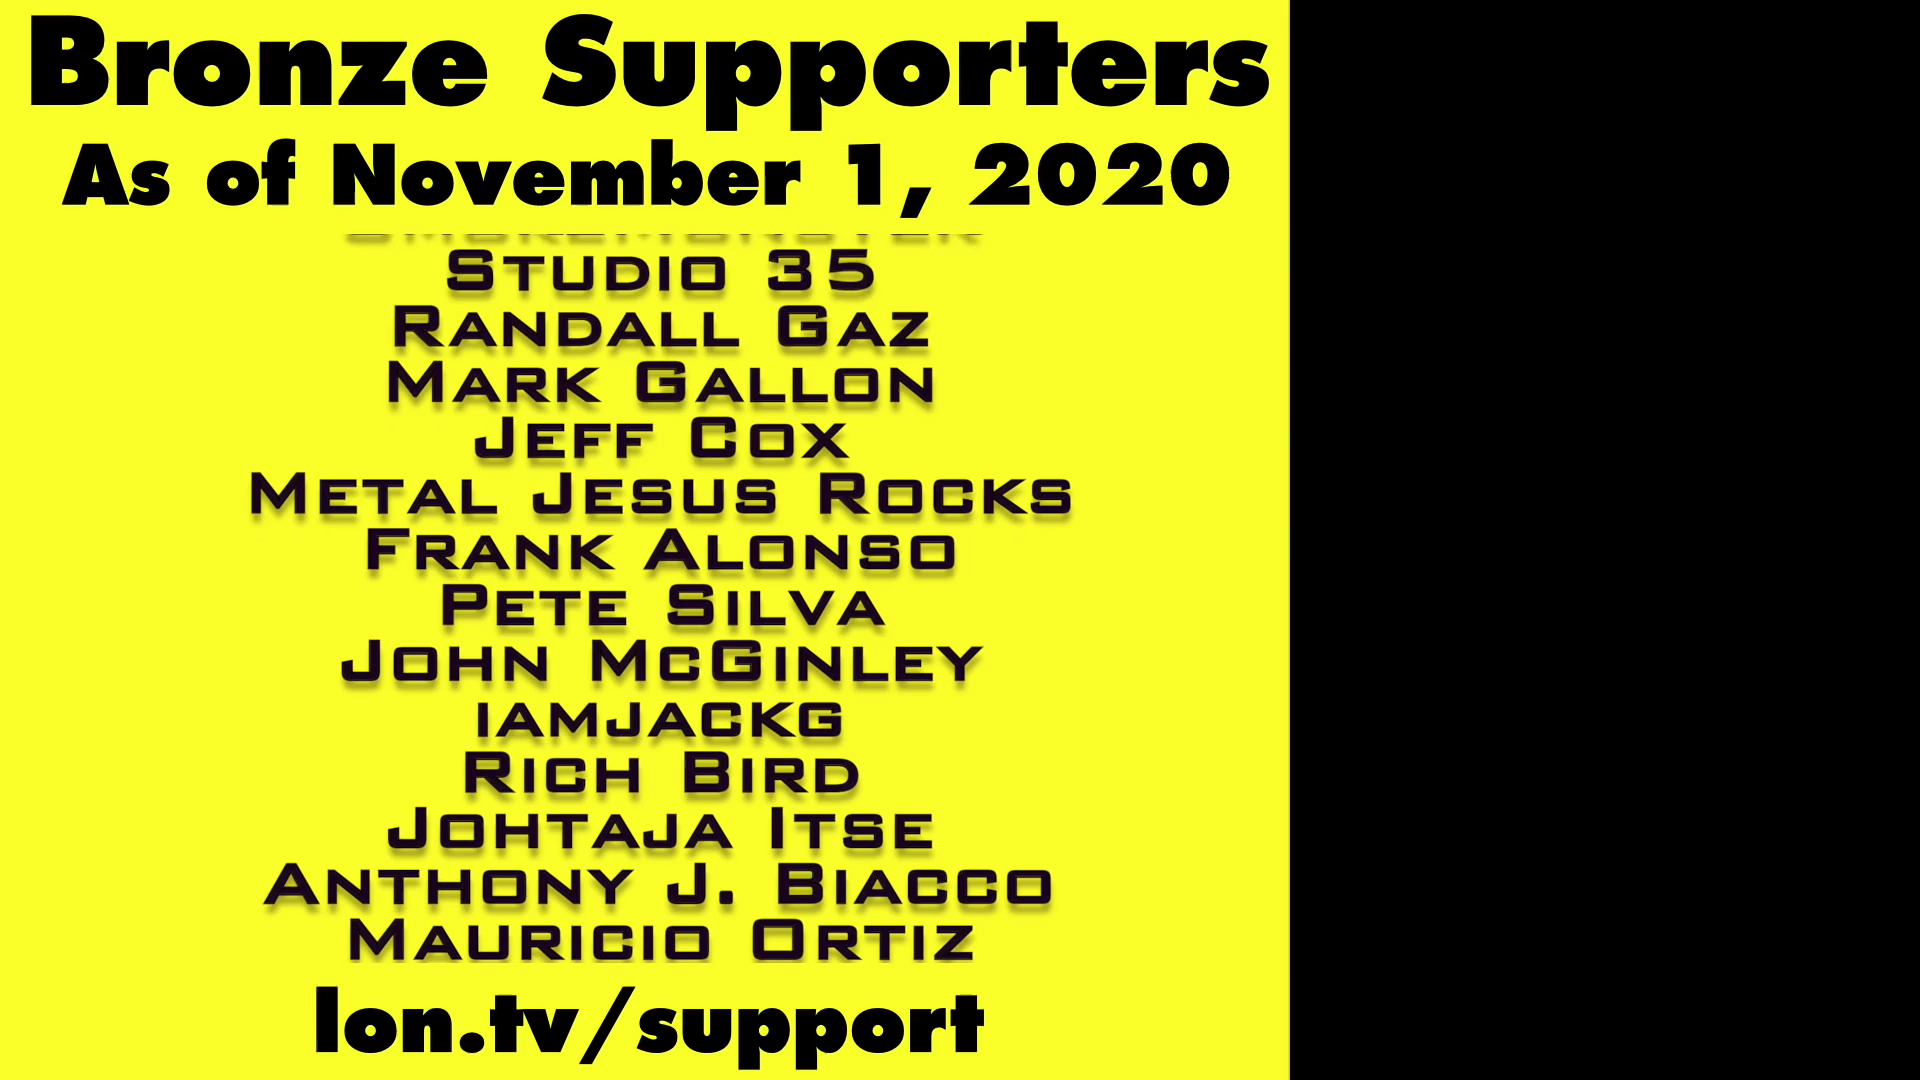 Bronze Supporters
As of November 1, 2020
Studio 35
Randall Gaz
Mark Gallon
Jeff Cox
Metal Jesus Rocks
Frank Alonso
Pete Silva
John McGinley
iamjackg
Rich Bird
Johtaja Itse
Anthony J. Biacco
Mauricio Ortiz
lon.tv/support